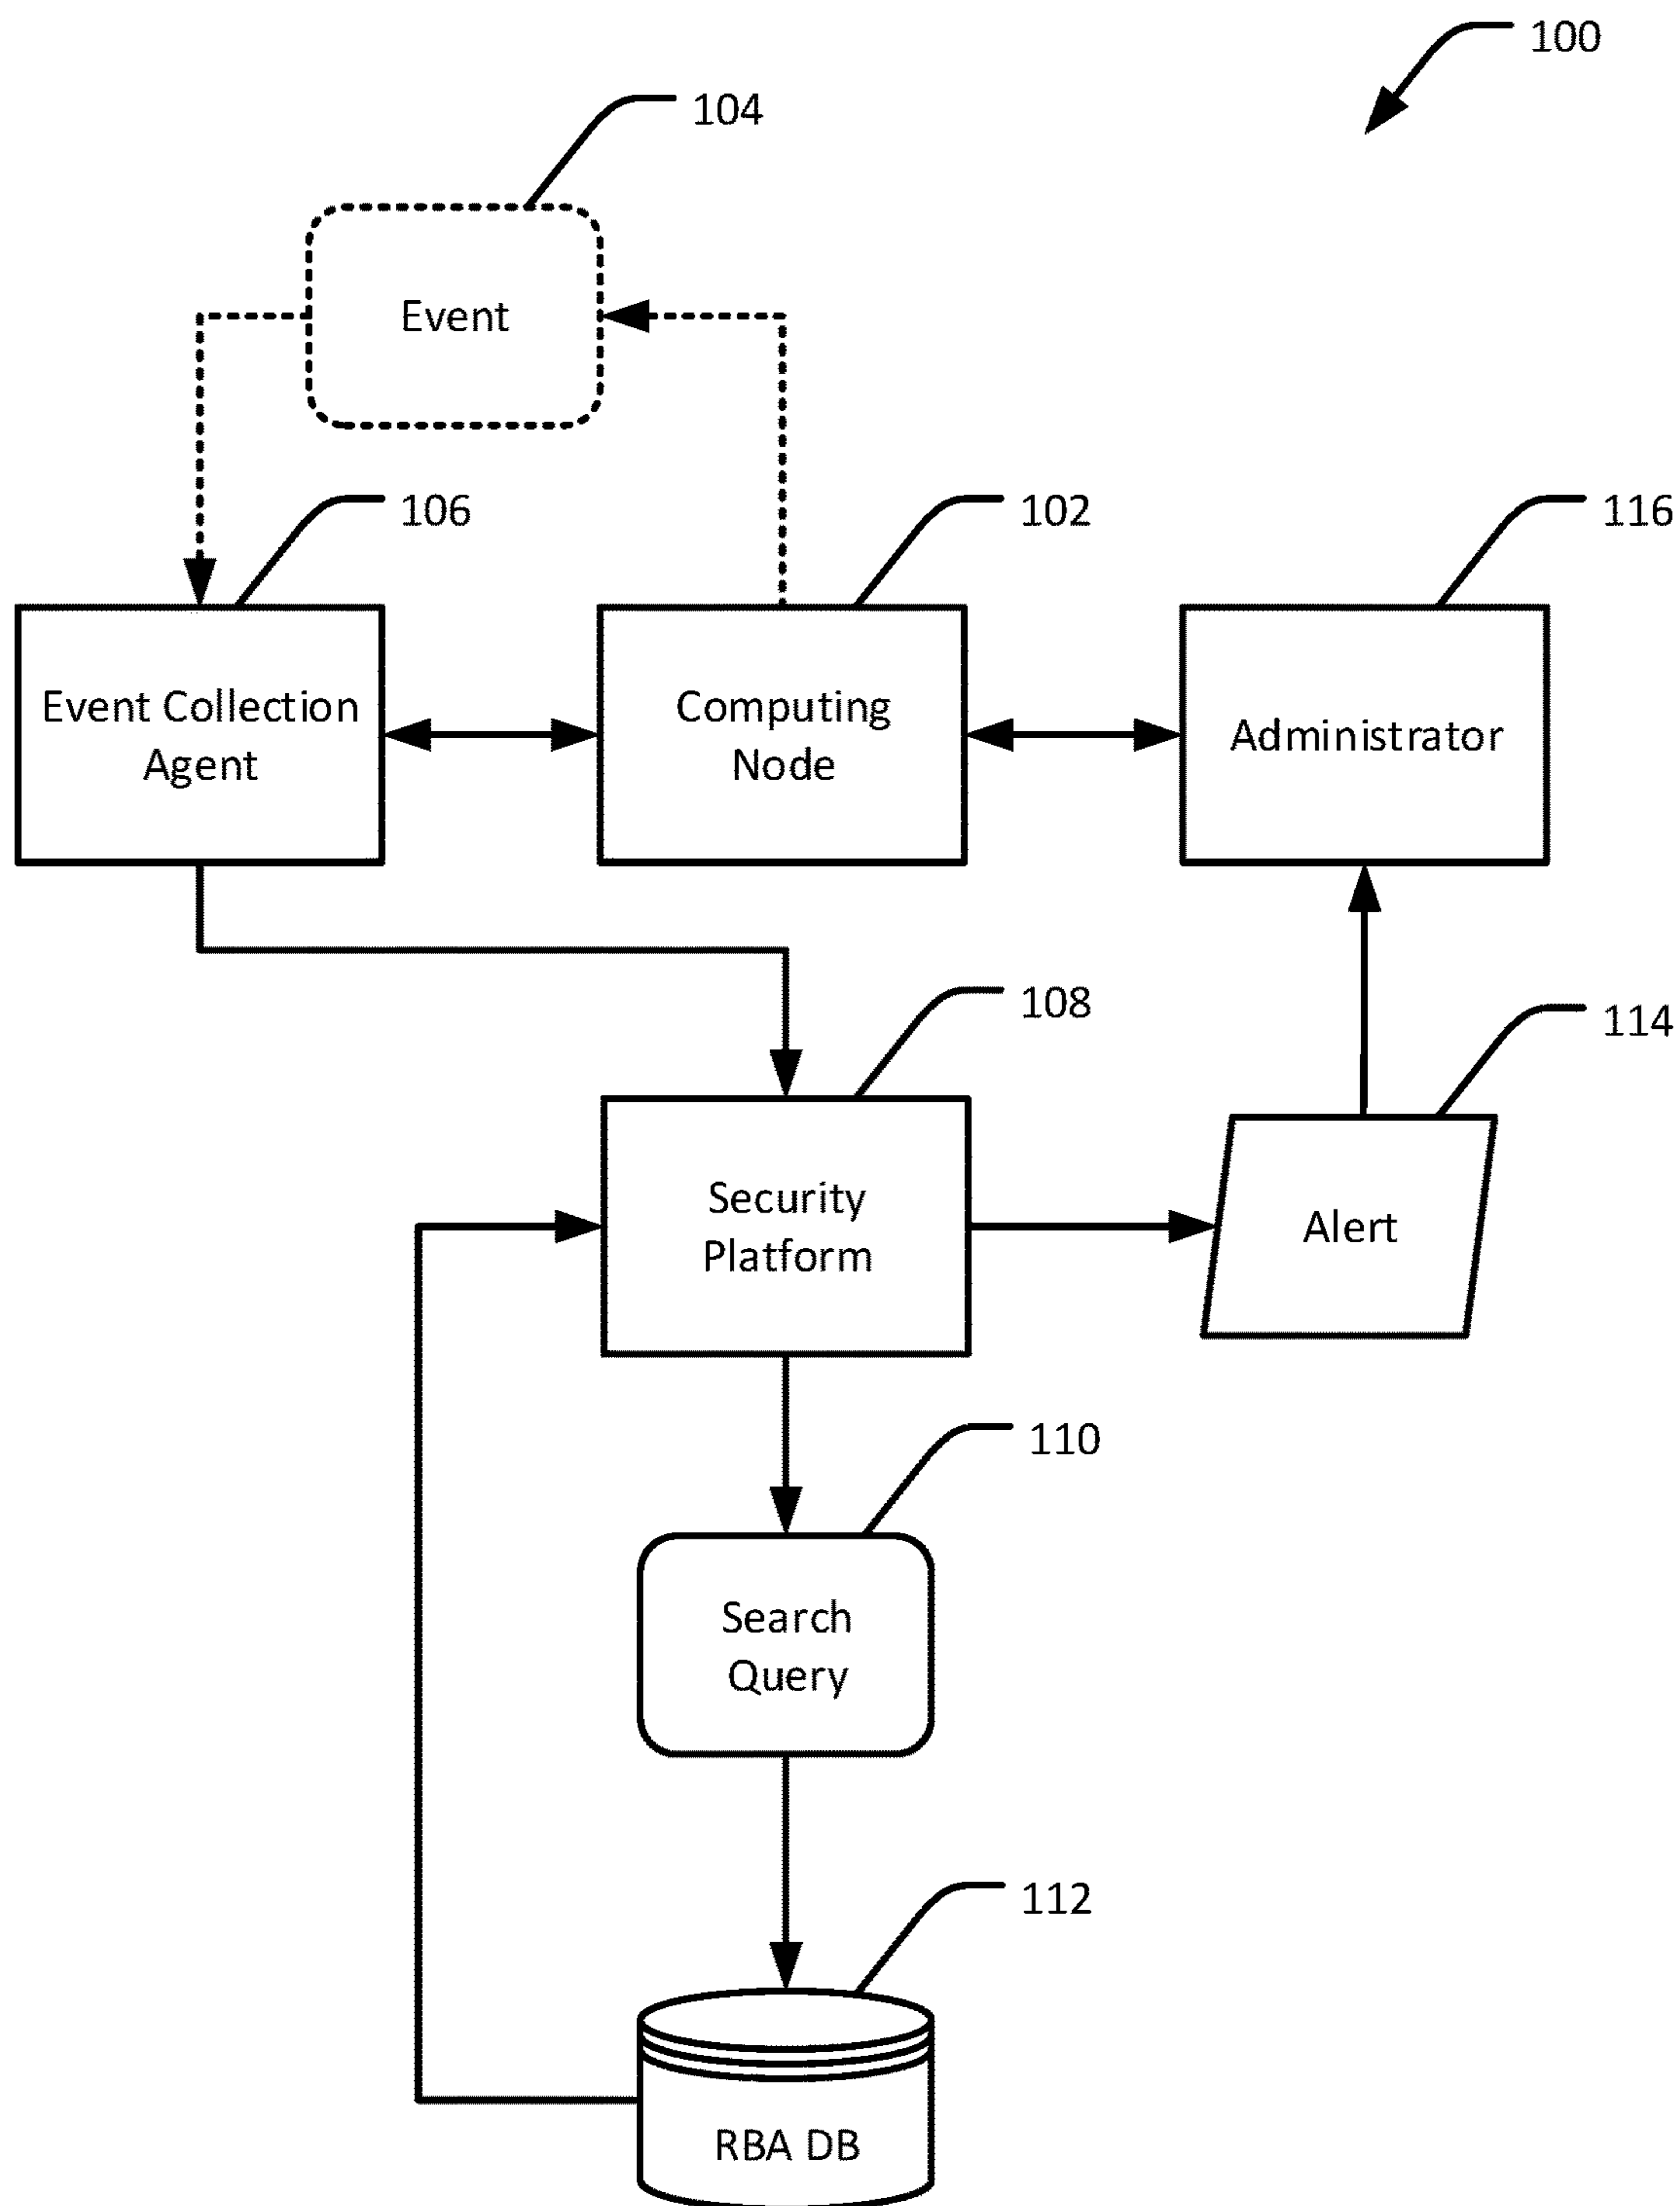 100
104
Event
106
102
116
Event Collection
Agent
Computing
Node
Administrator
108
114
Security
Platform
Alert
110
Search
Query
112
RBA DB